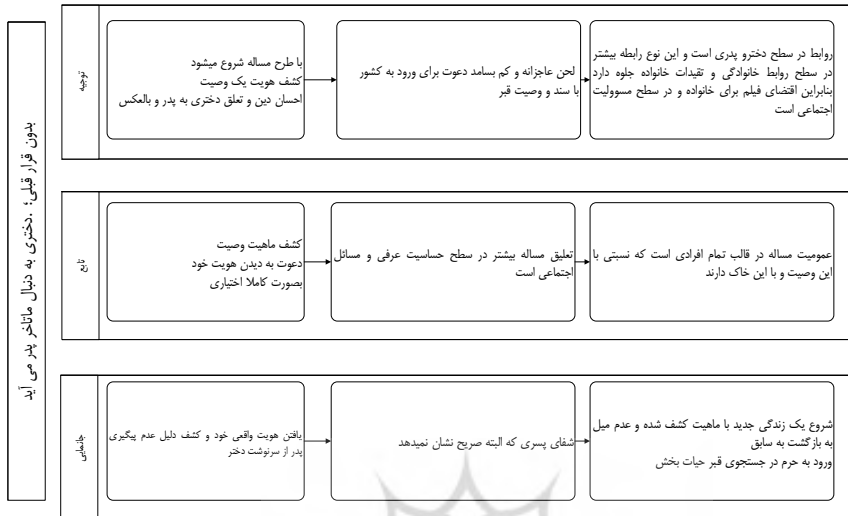 بدون قرار قبلی؛ .دختری به دنبال ماتاخر پدر می آید
توجیه
با طرح مساله شروع میشود
کشف هویت یک وصیت
احسان دین و تعلق دختری به پدر و بالعکس
لحن عاجزانه و کم بسامد دعوت برای ورود به کشور
با سند و وصیت قبر
روابط در سطح دخترو پدری است و این نوع رابطه بیشتر
در سطح روابط خانوادگی و تقیدات خانواده جلوه دارد
بنابراین اقتضای فیلم برای خانواده و در سطح مسوولیت
اجتماعی است
تابع
کشف ماهیت وصیت
دعوت به دیدن هویت خود
بصورت کاملا اختیاری
تعلیق مساله بیشتر در سطح حساسیت عرفی و مسائل
اجتماعی است
عمومیت مساله در قالب تمام افرادی است که نسبتی با
این وصیت و با این خاک دارند
جانمایی
یافتن هویت واقعی خود و کشف دلیل عدم پیگیری
پدر از سرنوشت دختر
شفای پسری که البته صریح نشان نمیدهد
شروع یک زندگی جدید با ماهیت کشف شده و عدم میل
به بازگشت به سابق
ورود به حرم در جستجوی قبر حیات بخش